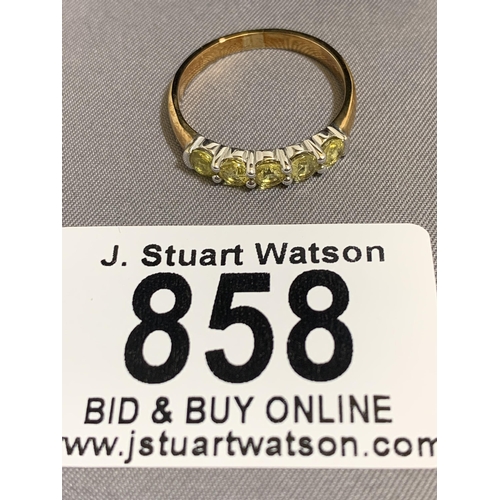 J. Stuart Watson
858
BID & BUY ONLINE
www.jstuartwatson.com